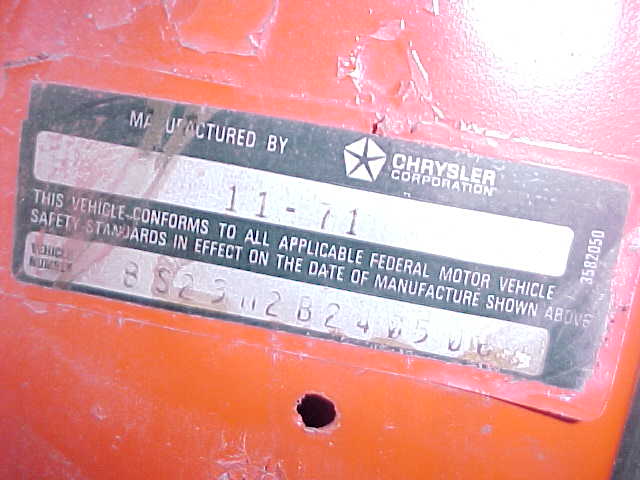 MANUFACTURED BY
CHRYSLER
CORPORATION
11-71
THIS VEHICLE CONFORMS TO ALL APPLICABLE FEDERAL MOTOR VEHICLE
SAFETY STANDARDS IN EFFECT ON THE DATE OF MANUFACTURE SHOWN ABOVE
VEHICLE
NUMBER
3582050